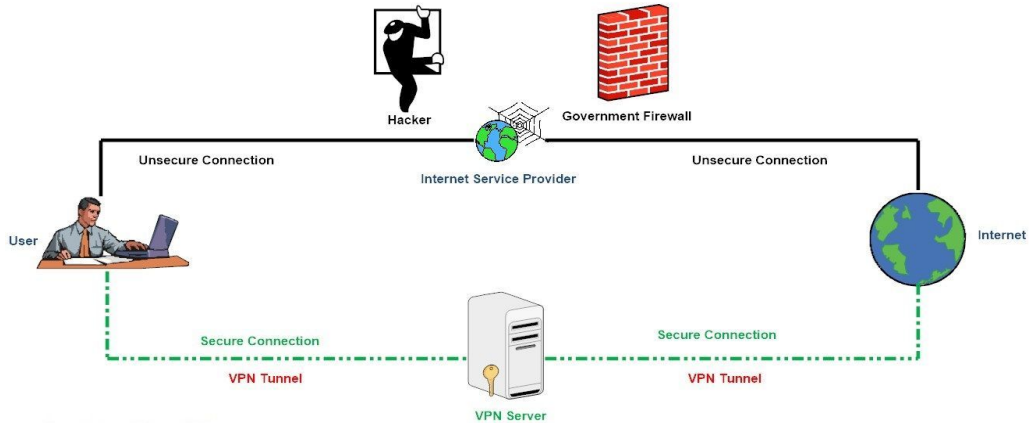 Hacker
Government Firewall
Unsecure Connection
Unsecure Connection
Internet Service Provider
User
Internet
Secure Connection
Secure Connection
VPN Tunnel
VPN Tunnel
VPN Server